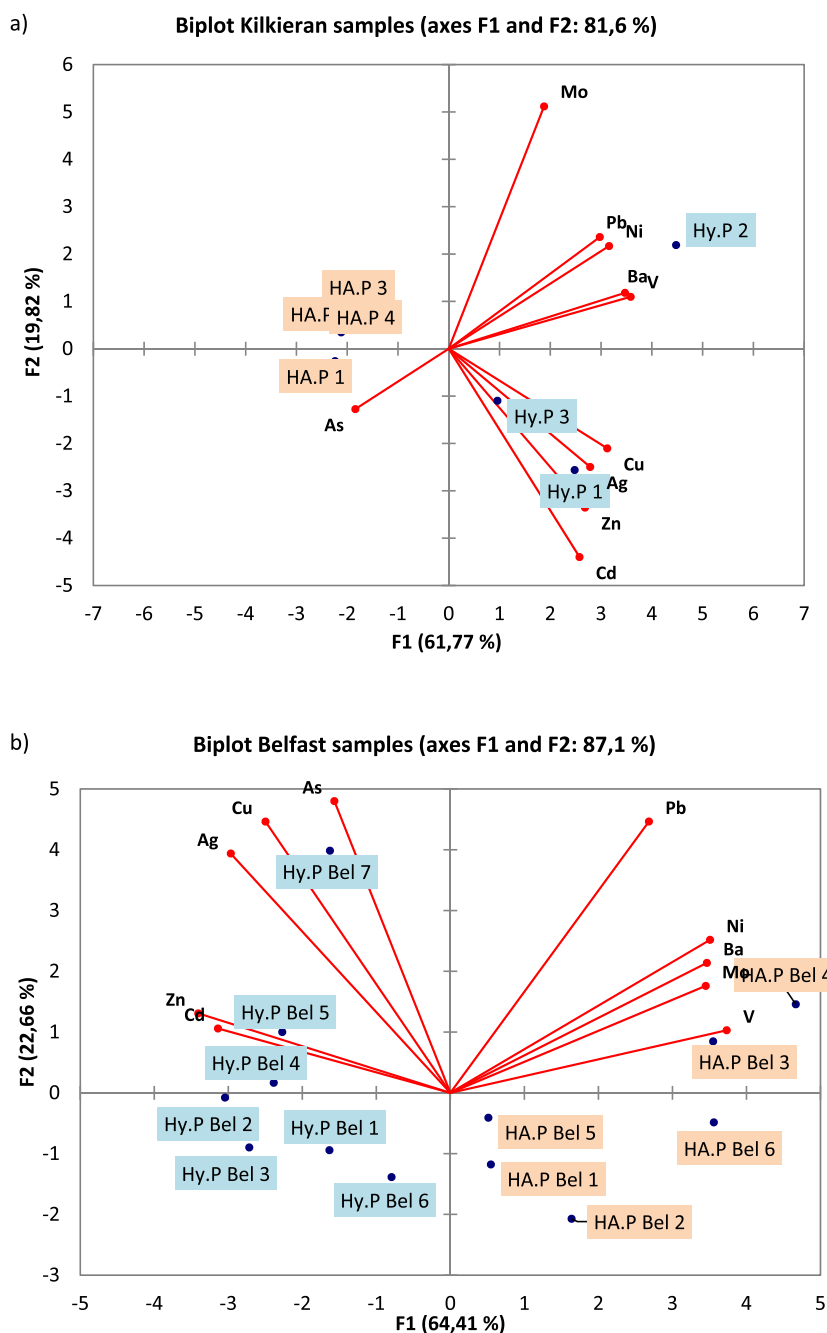 a)
Biplot Kilkieran samples (axes F1 and F2: 81,6 %)
6
5
4
3
2
1
0
-1
-2
-3
-4
-5
F2 (19,82 %)
Mo
Pb
Ni
Hy.P 2
Ba
V
HA.P 3
HA.P
HA.P 4
HA.P 1
As
Hy.P 3
Cu
Hy.P 1
Ag
Zn
Cd
-7 -6 -5 -4 -3 -2 -1 0 1 2 3 4 5 6 7
F1 (61,77 %)
b)
Biplot Belfast samples (axes F1 and F2: 87,1 %)
5
4
3
2
1
0
-1
-2
-3
F2 (22,66 %)
As
Cu
Pb
Ag
Hy.P Bel 7
Ni
Ba
Mo
HA.P Bel 4
Zn
Cd
Hy.P Bel 5
V
Hy.P Bel 4
HA.P Bel 3
Hy.P Bel 2
Hy.P Bel 1
HA.P Bel 5
HA.P Bel 6
Hy.P Bel 3
HA.P Bel 1
Hy.P Bel 6
HA.P Bel 2
-5 -4 -3 -2 -1 0 1 2 3 4 5
F1 (64,41 %)